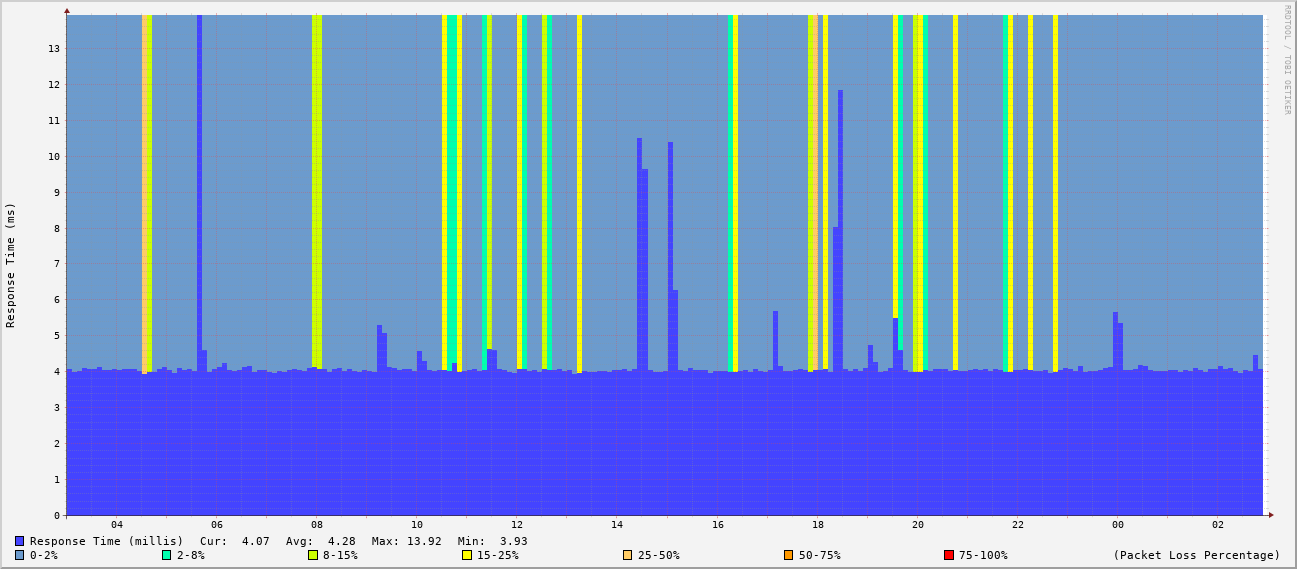 RRDTOOL / TOBI OETIKER
Response Time (ms)
13
12
11
10
9
8
7
6
5
4
3
2
1
0
04 06 08 10 12 14 16 18 20 22 00 02
Response Time (millis) Cur: 4.07 Avg: 4.28 Max: 13.92 Min: 3.93
0-2% 2-8% 8-15% 15-25% 25-50% 50-75% 75-100% (Packet Loss Percentage)